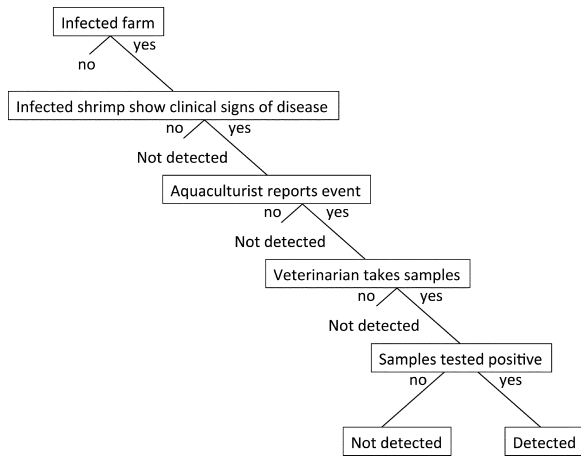 Infected farm
no yes
Infected shrimp show clinical signs of disease
no yes
Not detected
Aquaculturist reports event
no yes
Not detected
Veterinarian takes samples
no yes
Not detected
Samples tested positive
no yes
Not detected Detected